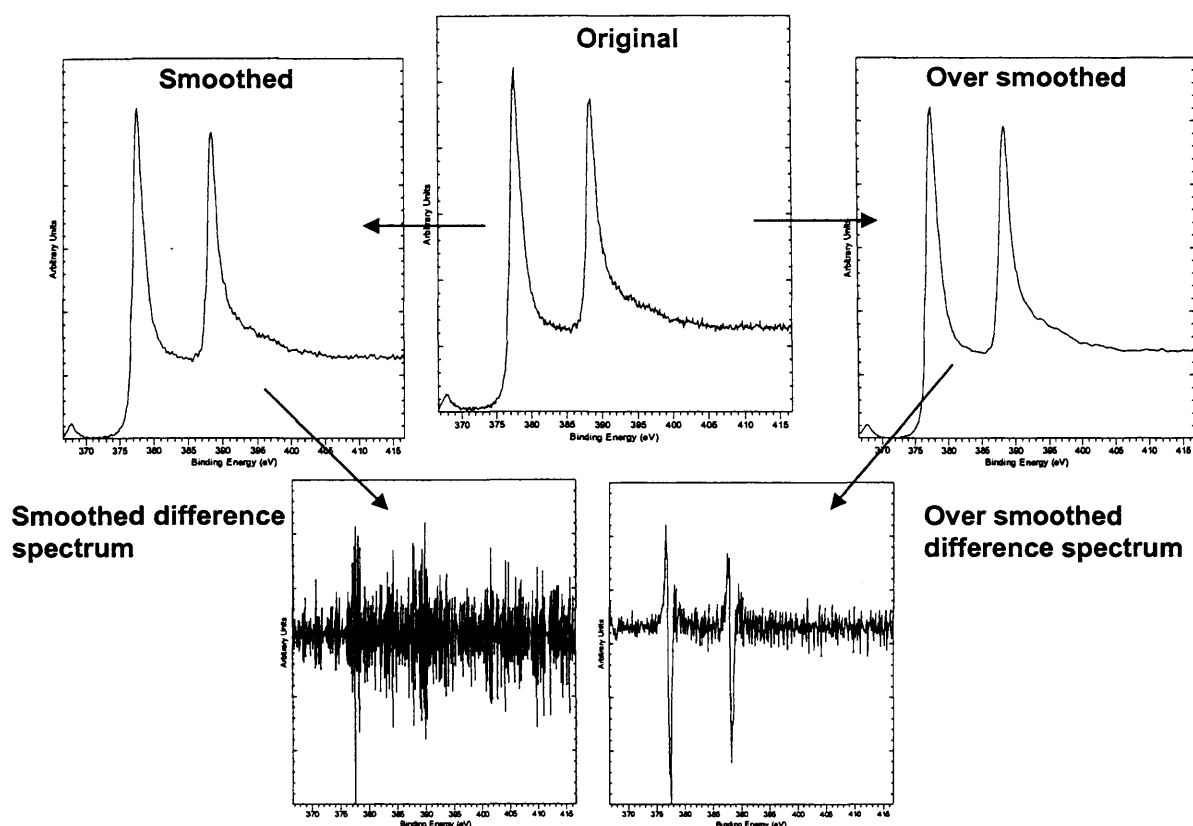 Original
Smoothed
Over smoothed
Arbitrary Units
370 375 380 385 390 395 400 405 410 415
Binding Energy (eV)
Arbitrary Units
370 375 380 385 390 395 400 405 410 415
Binding Energy (eV)
Arbitrary Units
370 375 380 385 390 395 400 405 410 415
Binding Energy (eV)
Smoothed difference
spectrum
Over smoothed
difference spectrum
Arbitrary Units
370 375 380 385 390 395 400 405 410 415
Binding Energy (eV)
Arbitrary Units
370 375 380 385 390 395 400 405 410 415
Binding Energy (eV)